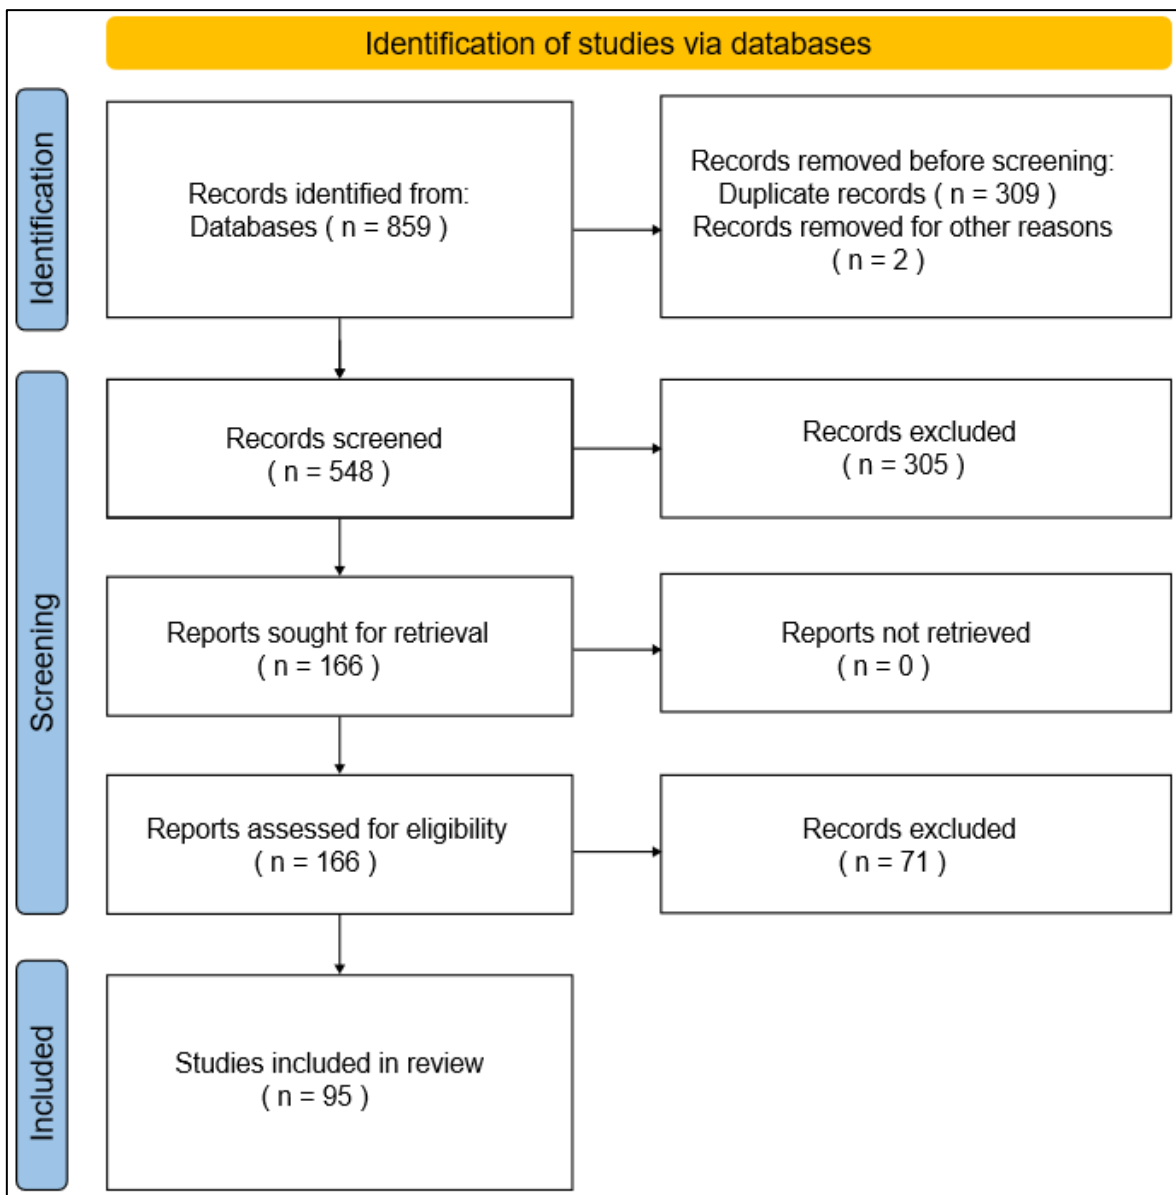 Identification of studies via databases
Identification
Records identified from:
Databases ( n = 859 )
Records removed before screening:
Duplicate records ( n = 309 )
Records removed for other reasons
( n = 2 )
Screening
Records screened
( n = 548 )
Records excluded
( n = 305 )
Reports sought for retrieval
( n = 166 )
Reports not retrieved
( n = 0 )
Reports assessed for eligibility
( n = 166 )
Records excluded
( n = 71 )
Included
Studies included in review
( n = 95 )